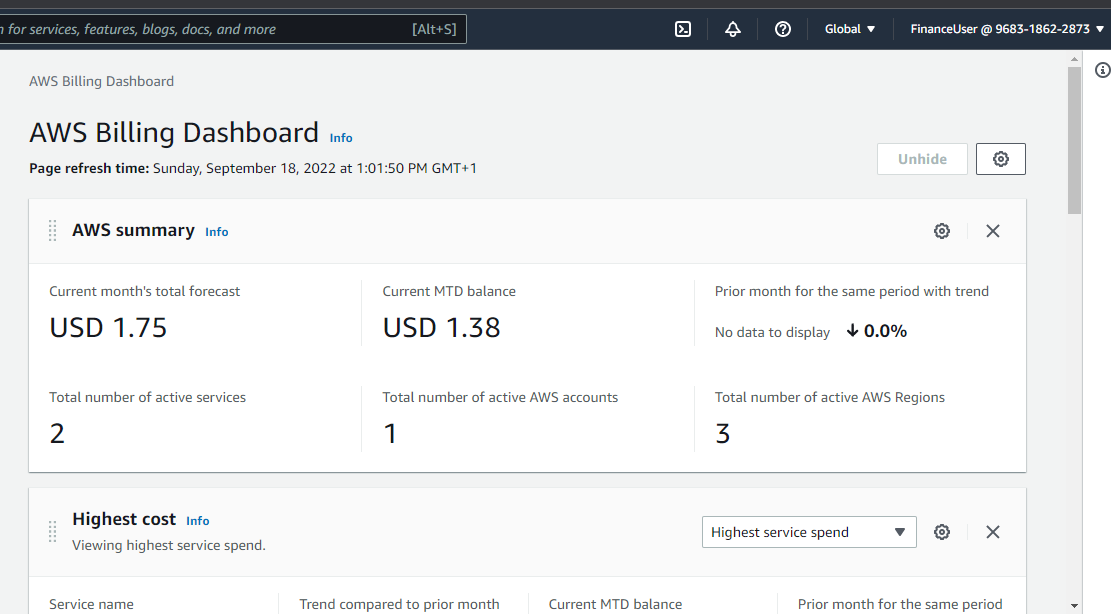 n for services, features, blogs, docs, and more [Alt+S] Global FinanceUser @ 9683-1862-2873
AWS Billing Dashboard
AWS Billing Dashboard Info
Page refresh time: Sunday, September 18, 2022 at 1:01:50 PM GMT+1
Unhide
AWS summary Info
Current month's total forecast
USD 1.75
Current MTD balance
USD 1.38
Prior month for the same period with trend
No data to display 0.0%
Total number of active services
2
Total number of active AWS accounts
1
Total number of active AWS Regions
3
Highest cost Info
Viewing highest service spend.
Highest service spend
Service name Trend compared to prior month Current MTD balance Prior month for the same period